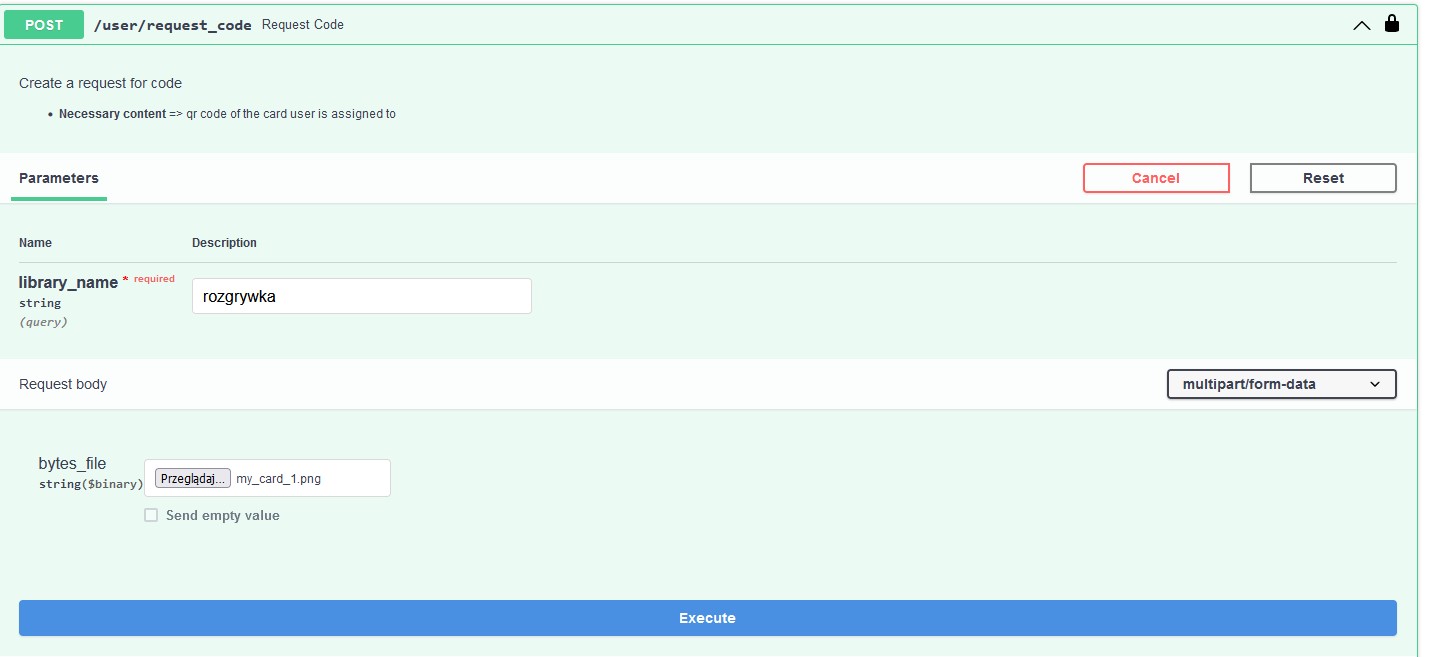 POST /user/request_code Request Code
Create a request for code
• Necessary content => qr code of the card user is assigned to
Parameters
Cancel
Reset
Name Description
library_name * required
string
(query)
rozgrywka
Request body
multipart/form-data
bytes_file
string($binary)
Przeglądaj... my_card_1.png
Send empty value
Execute